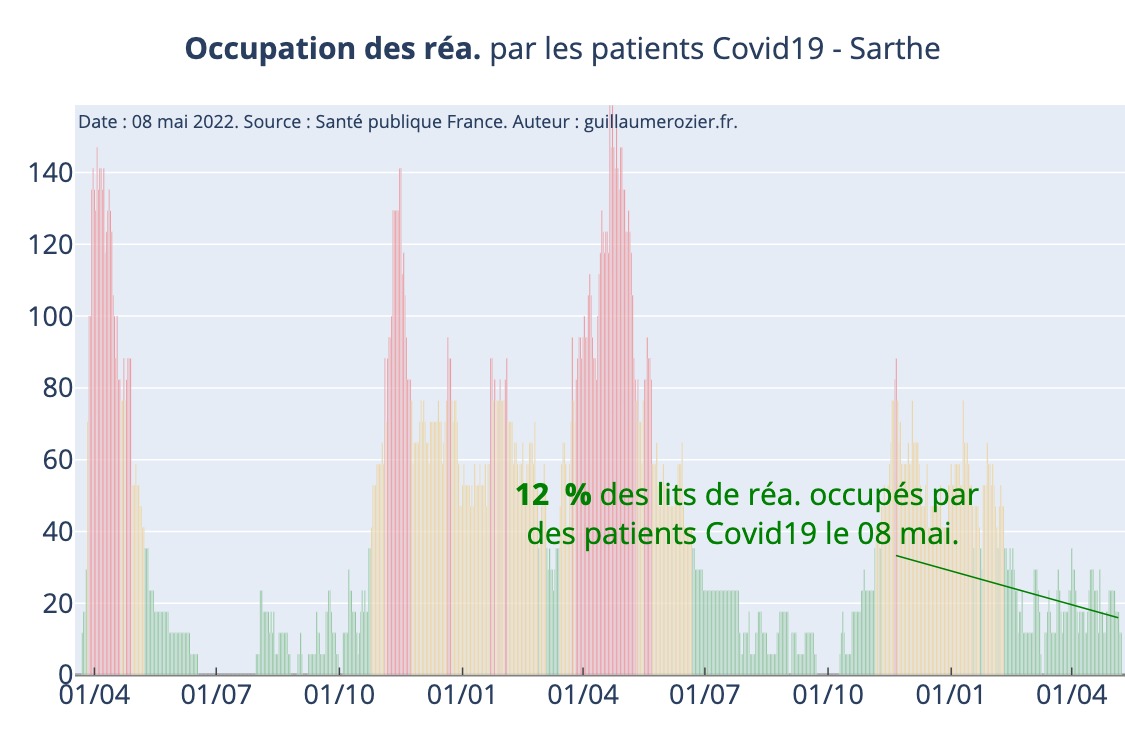 Occupation des réa. par les patients Covid19 - Sarthe
Date : 08 mai 2022. Source : Santé publique France. Auteur : guillaumerozier.fr.
140
120
100
80
60
40
20
0
12 % des lits de réa. occupés par
des patients Covid19 le 08 mai.
01/04 01/07 01/10 01/01 01/04 01/07 01/10 01/01 01/04